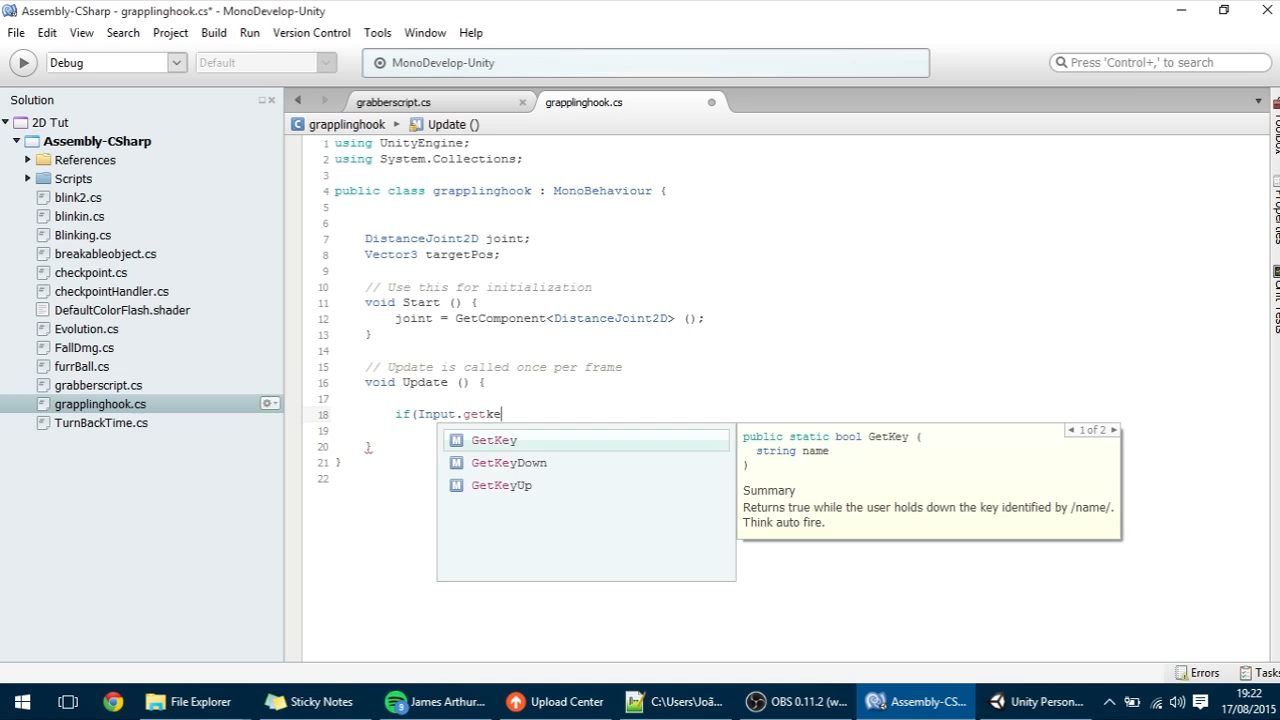 Assembly-CSharp - grapplinghook.cs* - MonoDevelop-Unity
File Edit View Search Project Build Run Version Control Tools Window Help
Debug Default MonoDevelop-Unity Press 'Control+,' to search
Solution
2D Tut
Assembly-CSharp
References
Scripts
blink2.cs
blinkin.cs
Blinking.cs
breakableobject.cs
checkpoint.cs
checkpointHandler.cs
DefaultColorFlash.shader
Evolution.cs
FallDmg.cs
furrBall.cs
grabberscript.cs
grapplinghook.cs
TurnBackTime.cs
grabberscript.cs grapplinghook.cs
grapplinghook Update ()
1 using UnityEngine;
2 using System.Collections;
3
4 public class grapplinghook : MonoBehaviour {
5
6
7 DistanceJoint2D joint;
8 Vector3 targetPos;
9
10 // Use this for initialization
11 void Start () {
12 joint = GetComponent<DistanceJoint2D> ();
13 }
14
15 // Update is called once per frame
16 void Update () {
17
18 if(Input.getke
19
20 }
21 }
22
GetKey
GetKeyDown
GetKeyUp
1 of 2
public static bool GetKey (
string name
)
Summary
Returns true while the user holds down the key identified by /name/.
Think auto fire.
Errors Tasks
File Explorer Sticky Notes James Arthur... Upload Center C:\Users\Joã... OBS 0.11.2 (w... Assembly-CS... Unity Person...
19:22
17/08/2015